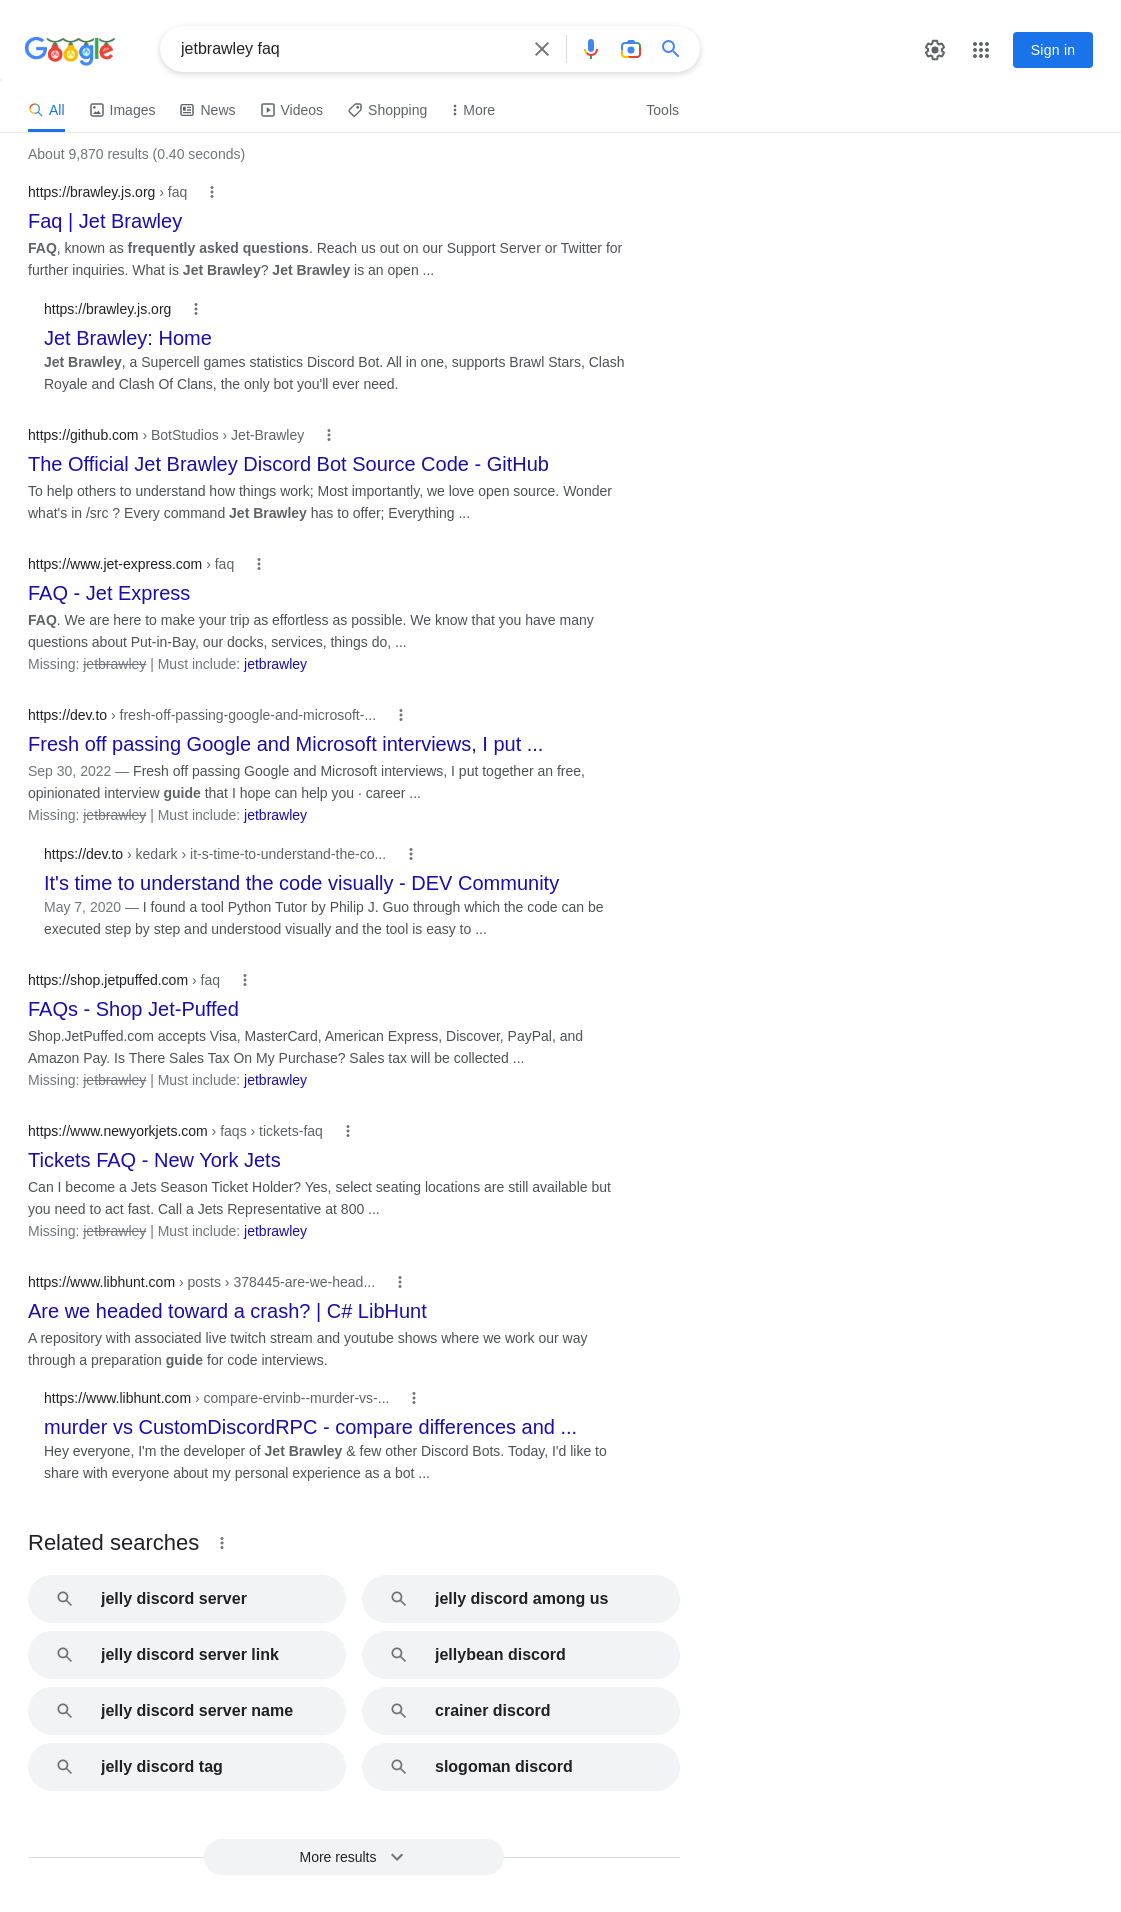 Google
jetbrawley faq
Sign in
All Images News Videos Shopping More Tools
About 9,870 results (0.40 seconds)
https://brawley.js.org › faq
Faq | Jet Brawley
FAQ, known as frequently asked questions. Reach us out on our Support Server or Twitter for
further inquiries. What is Jet Brawley? Jet Brawley is an open ...
https://brawley.js.org
Jet Brawley: Home
Jet Brawley, a Supercell games statistics Discord Bot. All in one, supports Brawl Stars, Clash
Royale and Clash Of Clans, the only bot you'll ever need.
https://github.com › BotStudios › Jet-Brawley
The Official Jet Brawley Discord Bot Source Code - GitHub
To help others to understand how things work; Most importantly, we love open source. Wonder
what's in /src ? Every command Jet Brawley has to offer; Everything ...
https://www.jet-express.com › faq
FAQ - Jet Express
FAQ. We are here to make your trip as effortless as possible. We know that you have many
questions about Put-in-Bay, our docks, services, things do, ...
Missing: jetbrawley | Must include: jetbrawley
https://dev.to › fresh-off-passing-google-and-microsoft-...
Fresh off passing Google and Microsoft interviews, I put ...
Sep 30, 2022 — Fresh off passing Google and Microsoft interviews, I put together an free,
opinionated interview guide that I hope can help you · career ...
Missing: jetbrawley | Must include: jetbrawley
https://dev.to › kedark › it-s-time-to-understand-the-co...
It's time to understand the code visually - DEV Community
May 7, 2020 — I found a tool Python Tutor by Philip J. Guo through which the code can be
executed step by step and understood visually and the tool is easy to ...
https://shop.jetpuffed.com › faq
FAQs - Shop Jet-Puffed
Shop.JetPuffed.com accepts Visa, MasterCard, American Express, Discover, PayPal, and
Amazon Pay. Is There Sales Tax On My Purchase? Sales tax will be collected ...
Missing: jetbrawley | Must include: jetbrawley
https://www.newyorkjets.com › faqs › tickets-faq
Tickets FAQ - New York Jets
Can I become a Jets Season Ticket Holder? Yes, select seating locations are still available but
you need to act fast. Call a Jets Representative at 800 ...
Missing: jetbrawley | Must include: jetbrawley
https://www.libhunt.com › posts › 378445-are-we-head...
Are we headed toward a crash? | C# LibHunt
A repository with associated live twitch stream and youtube shows where we work our way
through a preparation guide for code interviews.
https://www.libhunt.com › compare-ervinb--murder-vs-...
murder vs CustomDiscordRPC - compare differences and ...
Hey everyone, I'm the developer of Jet Brawley & few other Discord Bots. Today, I'd like to
share with everyone about my personal experience as a bot ...
Related searches
jelly discord server
jelly discord among us
jelly discord server link
jellybean discord
jelly discord server name
crainer discord
jelly discord tag
slogoman discord
More results